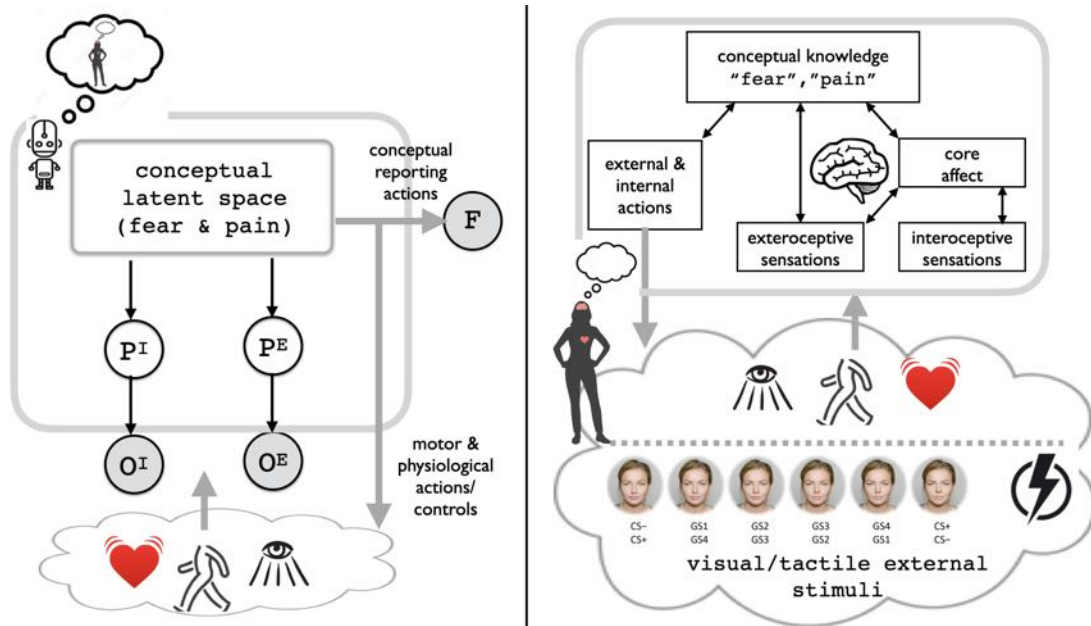 conceptual
latent space
(fear & pain)
conceptual
reporting
actions
F
P^I
P^E
O^I
O^E
motor &
physiological
actions/
controls
conceptual knowledge
"fear","pain"
external &
internal
actions
core
affect
exteroceptive
sensations
interoceptive
sensations
CS− GS1 GS2 GS3 GS4 CS+
CS+ GS4 GS3 GS2 GS1 CS−
visual/tactile external
stimuli